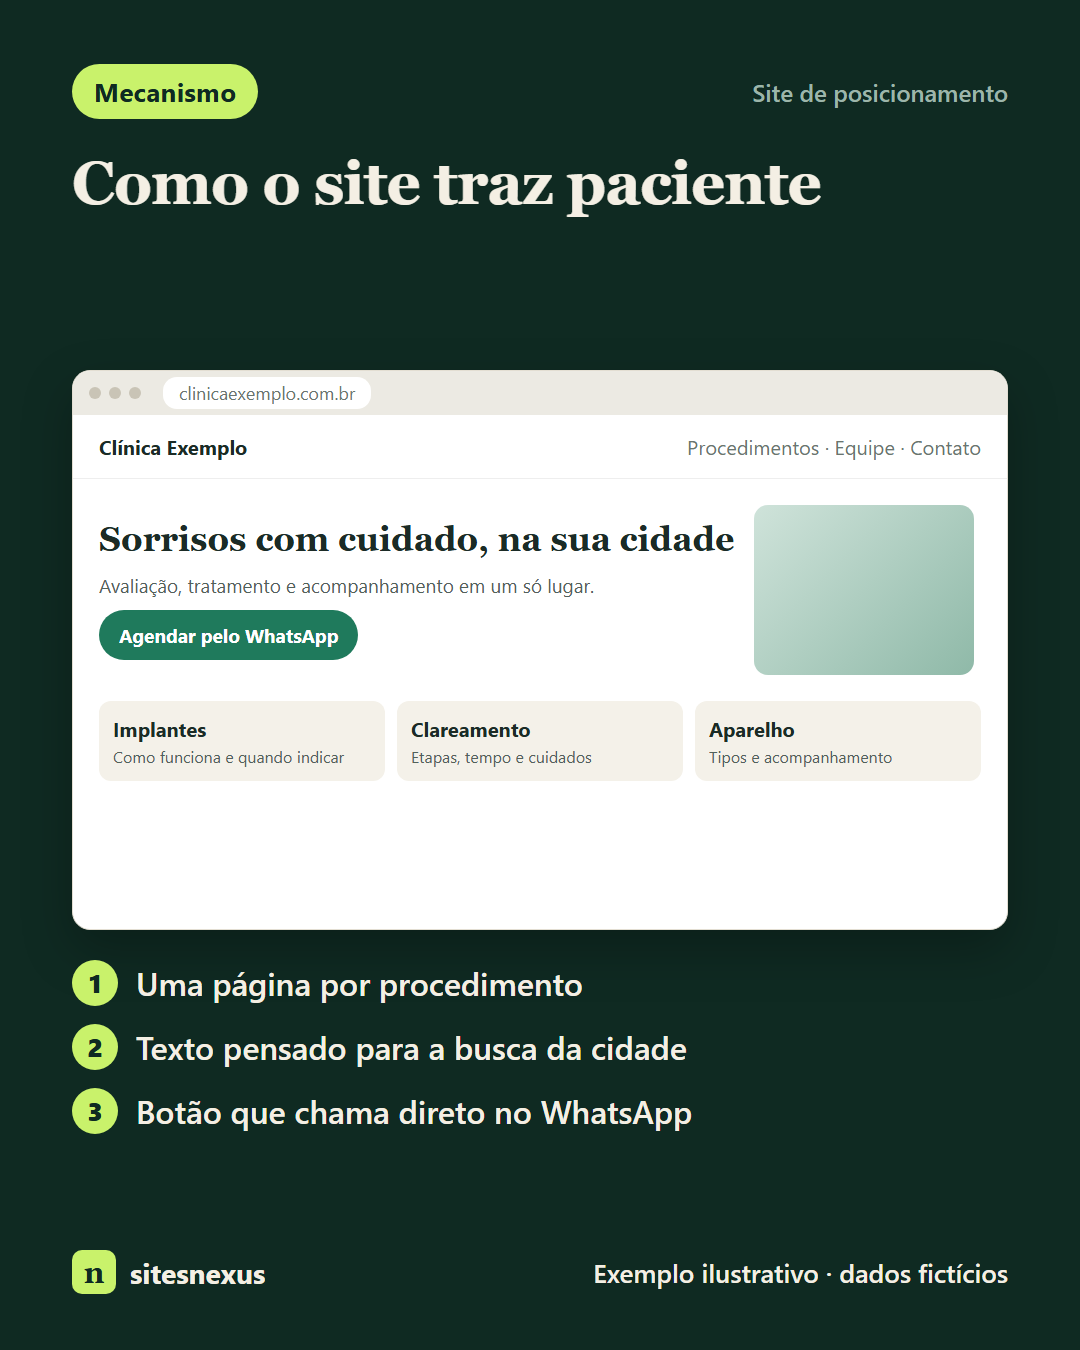 Mecanismo
Site de posicionamento
Como o site traz paciente
clinicaexemplo.com.br
Clínica Exemplo
Procedimentos · Equipe · Contato
Sorrisos com cuidado, na sua cidade
Avaliação, tratamento e acompanhamento em um só lugar.
Agendar pelo WhatsApp
Implantes
Como funciona e quando indicar
Clareamento
Etapas, tempo e cuidados
Aparelho
Tipos e acompanhamento
1 Uma página por procedimento
2 Texto pensado para a busca da cidade
3 Botão que chama direto no WhatsApp
n sitesnexus
Exemplo ilustrativo · dados fictícios